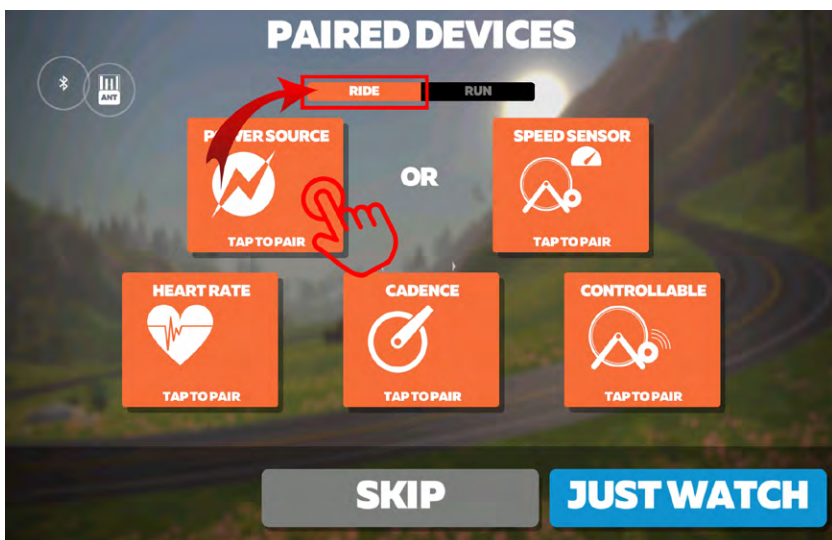 PAIRED DEVICES
ANT
RIDE RUN
POWER SOURCE
OR
SPEED SENSOR
TAP TO PAIR
TAP TO PAIR
HEART RATE
CADENCE
CONTROLLABLE
TAP TO PAIR
TAP TO PAIR
TAP TO PAIR
SKIP
JUST WATCH